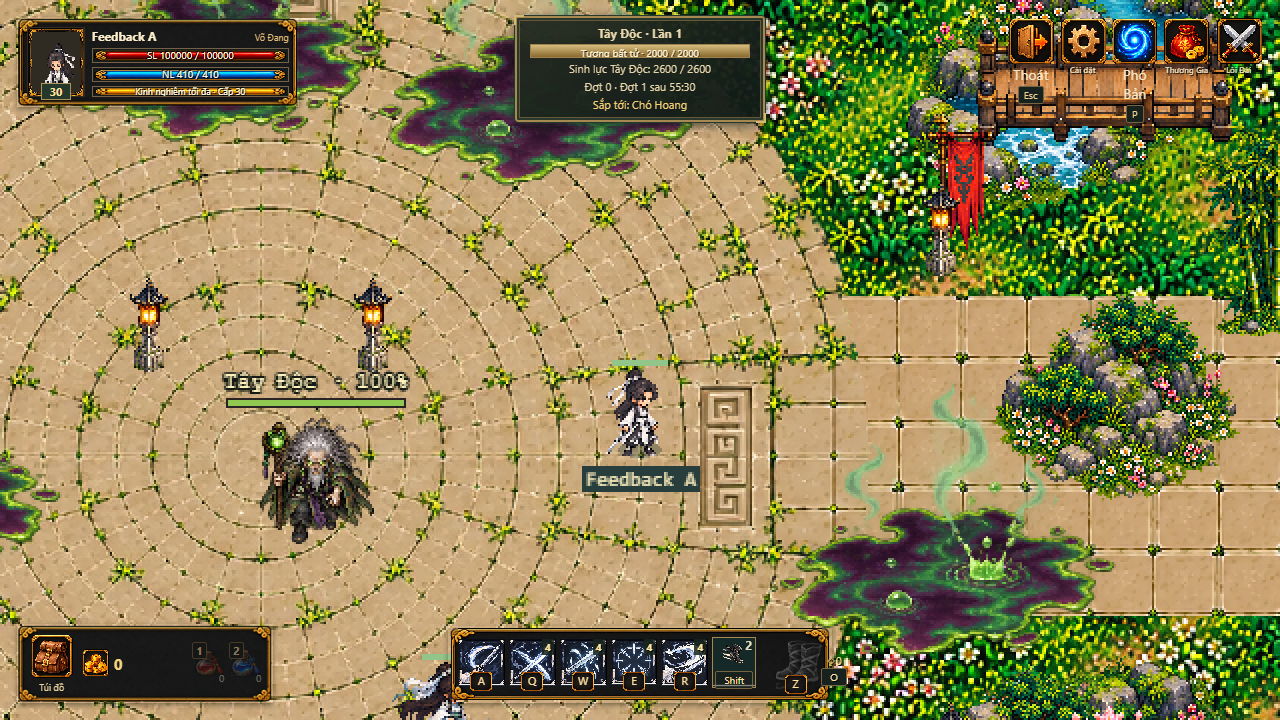 Feedback A
Võ Đang
SL 100000 / 100000
NL 410 / 410
Kinh nghiệm tối đa - Cấp 30
30
Tây Độc · Lần 1
Tương bất tử · 2000 / 2000
Sinh lực Tây Độc: 2600 / 2600
Đợt 0 · Đợt 1 sau 55:30
Sắp tới: Chó Hoang
Thoát
Esc
Cài đặt
Phó Bản
P
Thương Gia
Lôi Đài
Tây Độc · 100%
Feedback A
Túi đồ
0
1
0
2
0
A
4
Q
4
W
4
E
4
R
2
Shift
Z
O